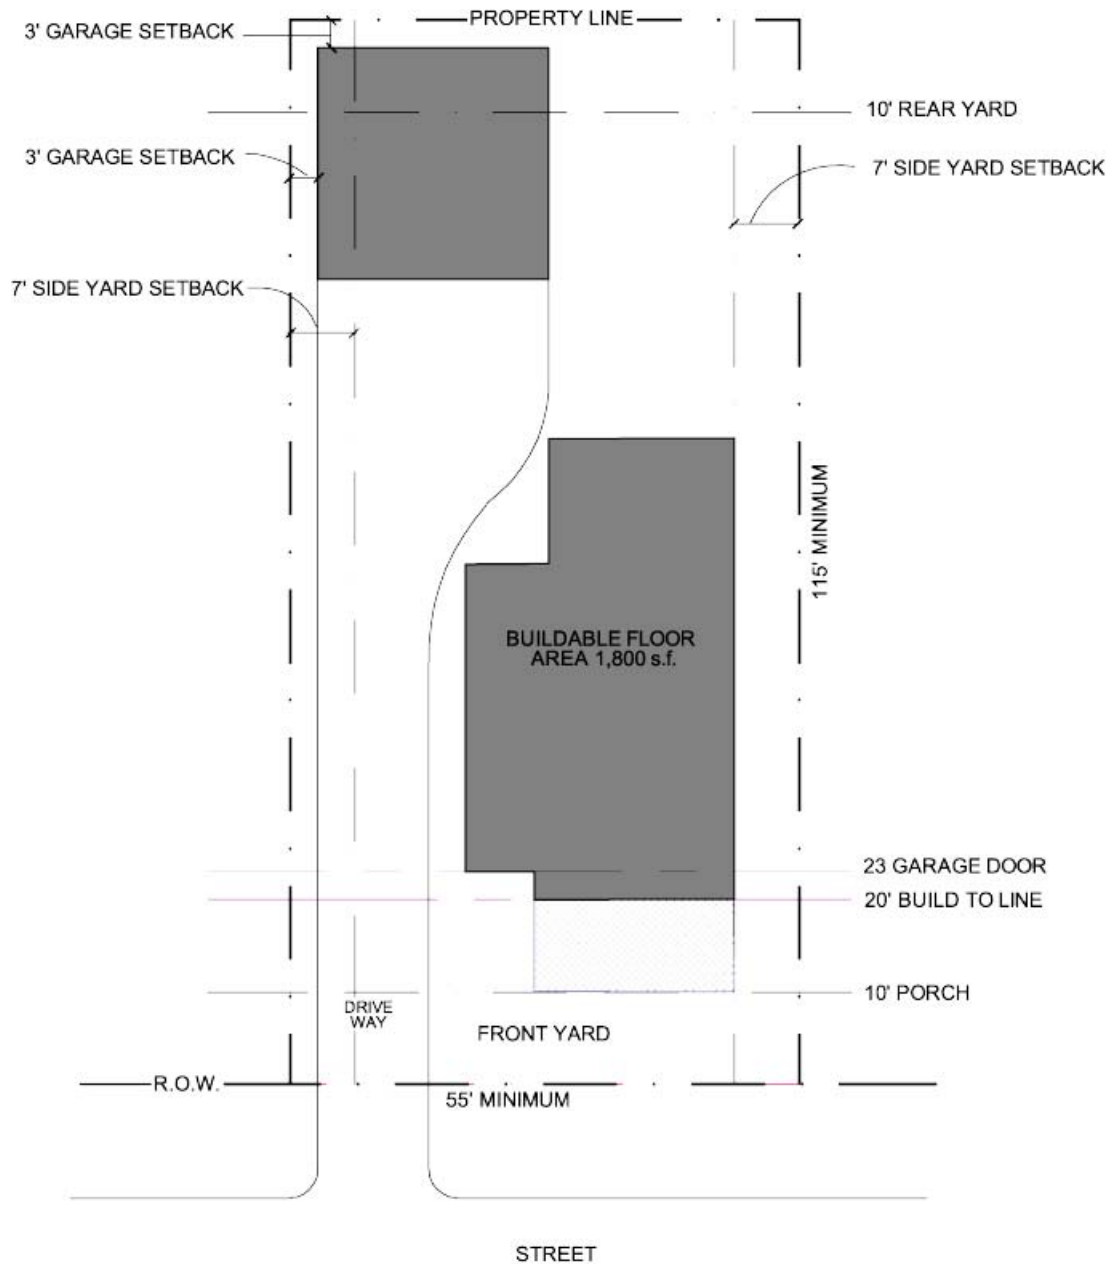 PROPERTY LINE
3' GARAGE SETBACK
10' REAR YARD
3' GARAGE SETBACK
7' SIDE YARD SETBACK
7' SIDE YARD SETBACK
115' MINIMUM
BUILDABLE FLOOR
AREA 1,800 s.f.
23 GARAGE DOOR
20' BUILD TO LINE
10' PORCH
DRIVE
WAY
FRONT YARD
R.O.W.
55' MINIMUM
STREET